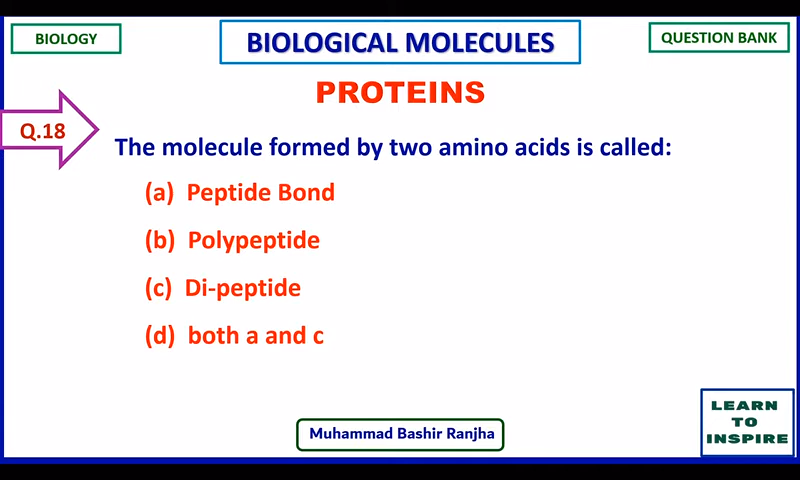 BIOLOGY
BIOLOGICAL MOLECULES
QUESTION BANK
PROTEINS
Q.18
The molecule formed by two amino acids is called:
(a) Peptide Bond
(b) Polypeptide
(c) Di-peptide
(d) both a and c
Muhammad Bashir Ranjha
LEARN
TO
INSPIRE